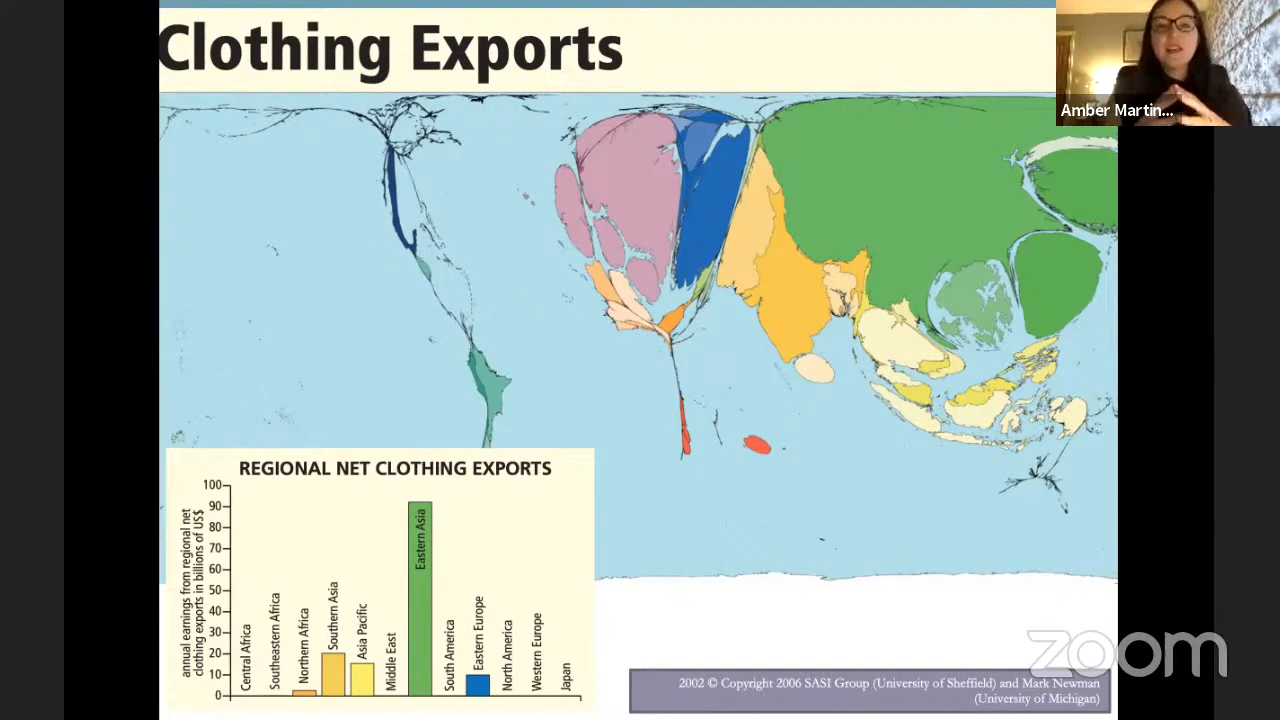 Clothing Exports
Amber Martin...
REGIONAL NET CLOTHING EXPORTS
annual earnings from regional net
clothing exports in billions of US$
100
90
80
70
60
50
40
30
20
10
0
Central Africa
Southeastern Africa
Northern Africa
Southern Asia
Asia Pacific
Middle East
Eastern Asia
South America
Eastern Europe
North America
Western Europe
Japan
2002 © Copyright 2006 SASI Group (University of Sheffield) and Mark Newman
(University of Michigan)
zoom